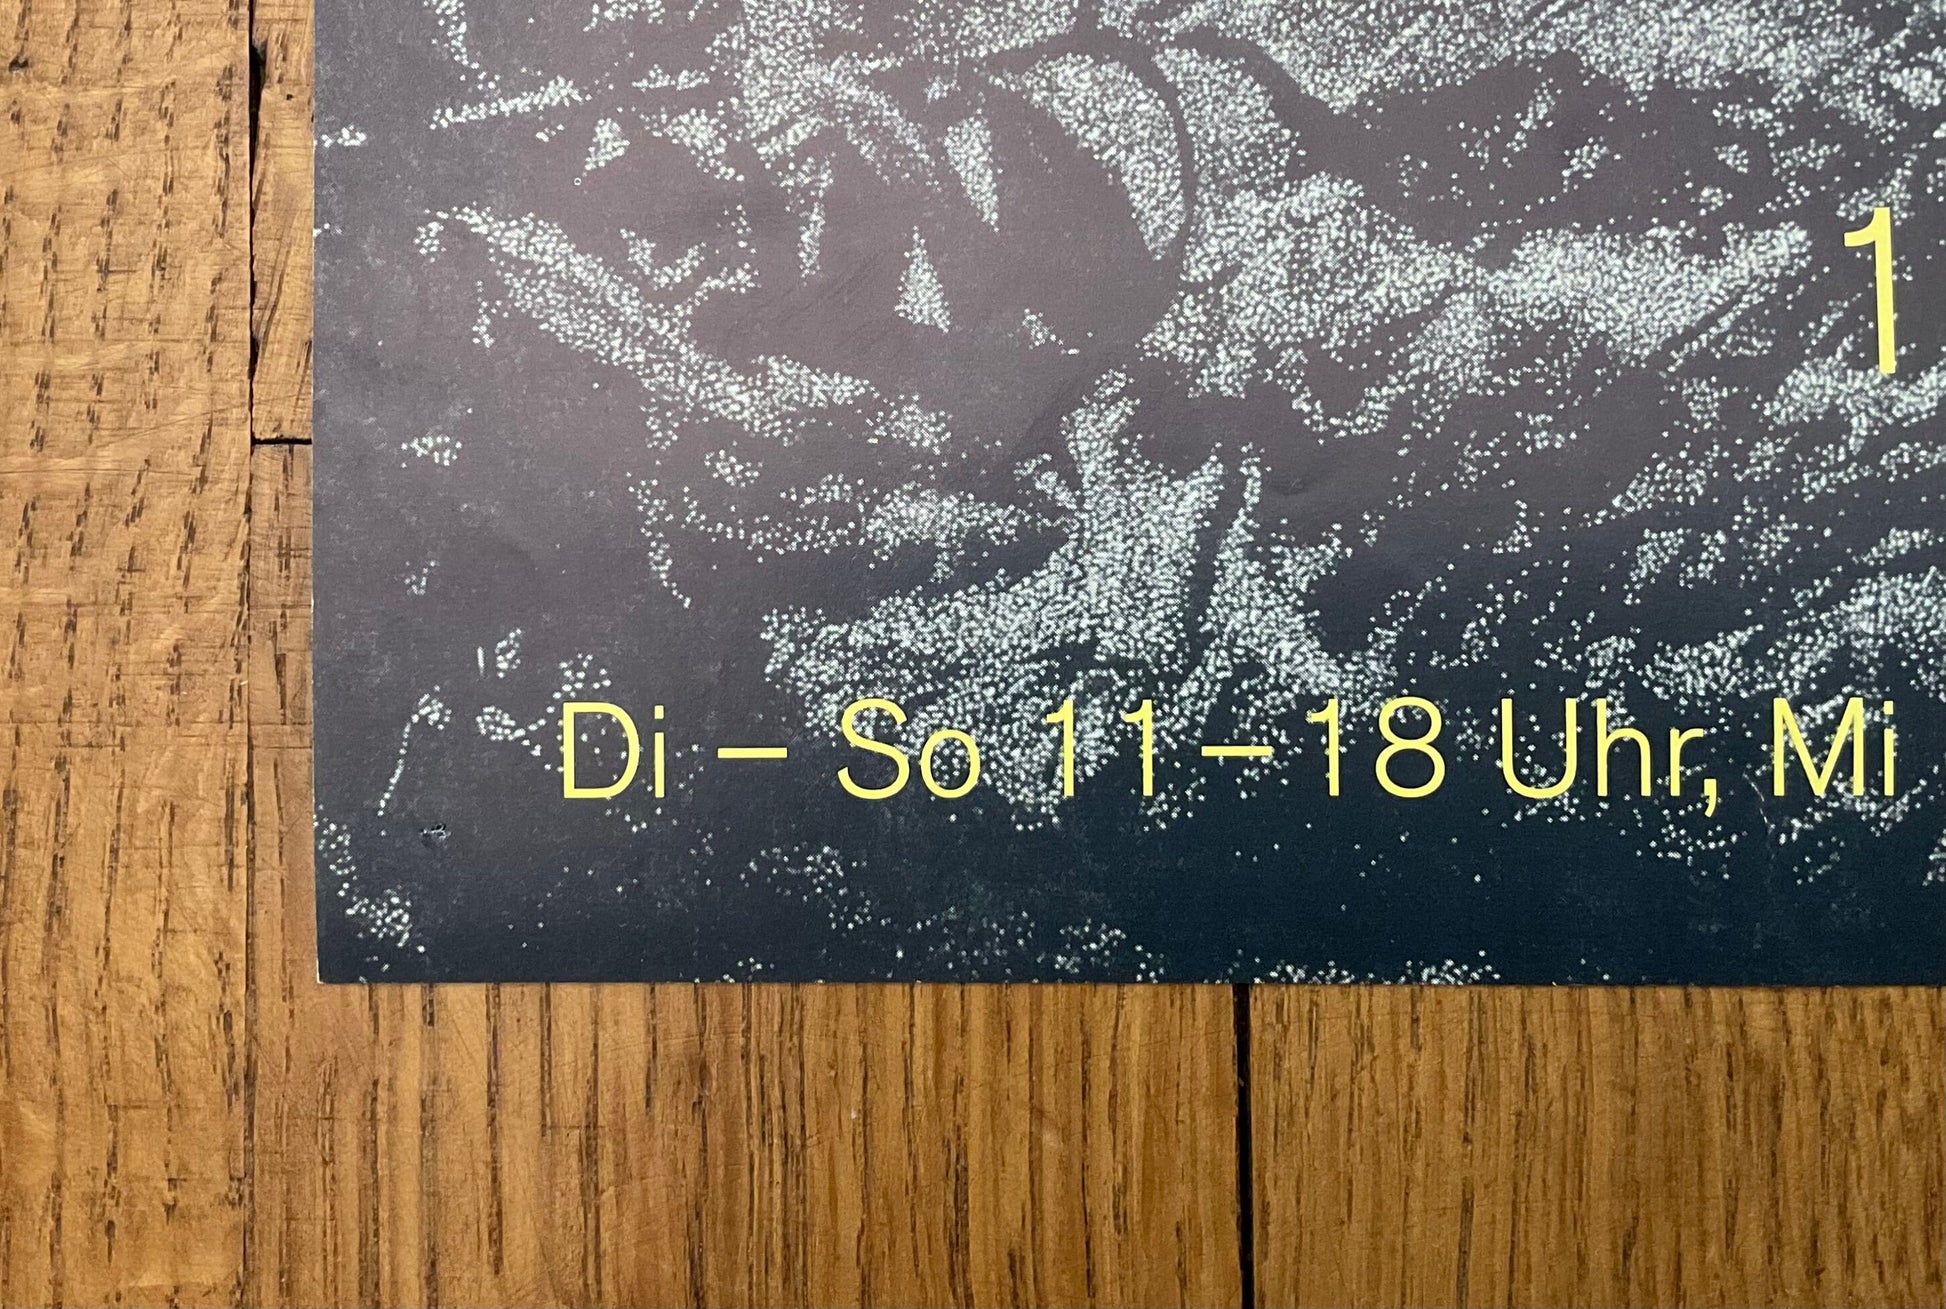 1
Di – So 11–18 Uhr, Mi